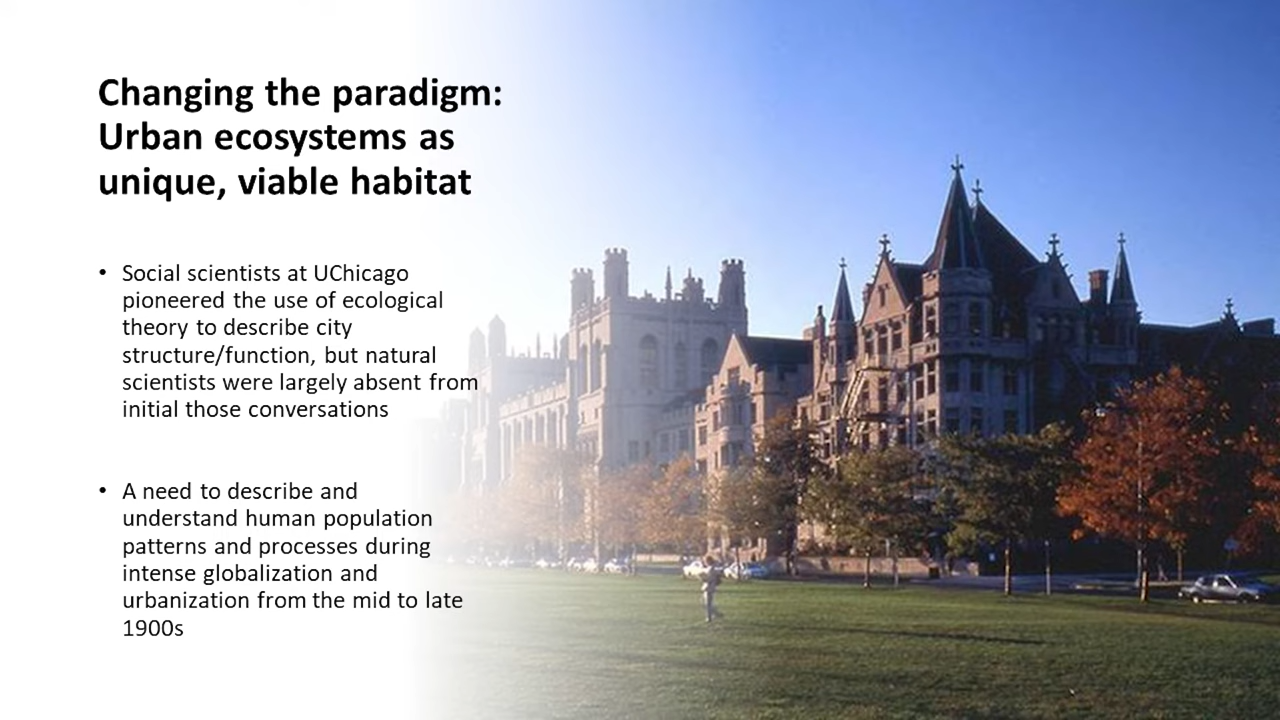 Changing the paradigm:
Urban ecosystems as
unique, viable habitat
• Social scientists at UChicago
pioneered the use of ecological
theory to describe city
structure/function, but natural
scientists were largely absent from
initial those conversations
• A need to describe and
understand human population
patterns and processes during
intense globalization and
urbanization from the mid to late
1900s